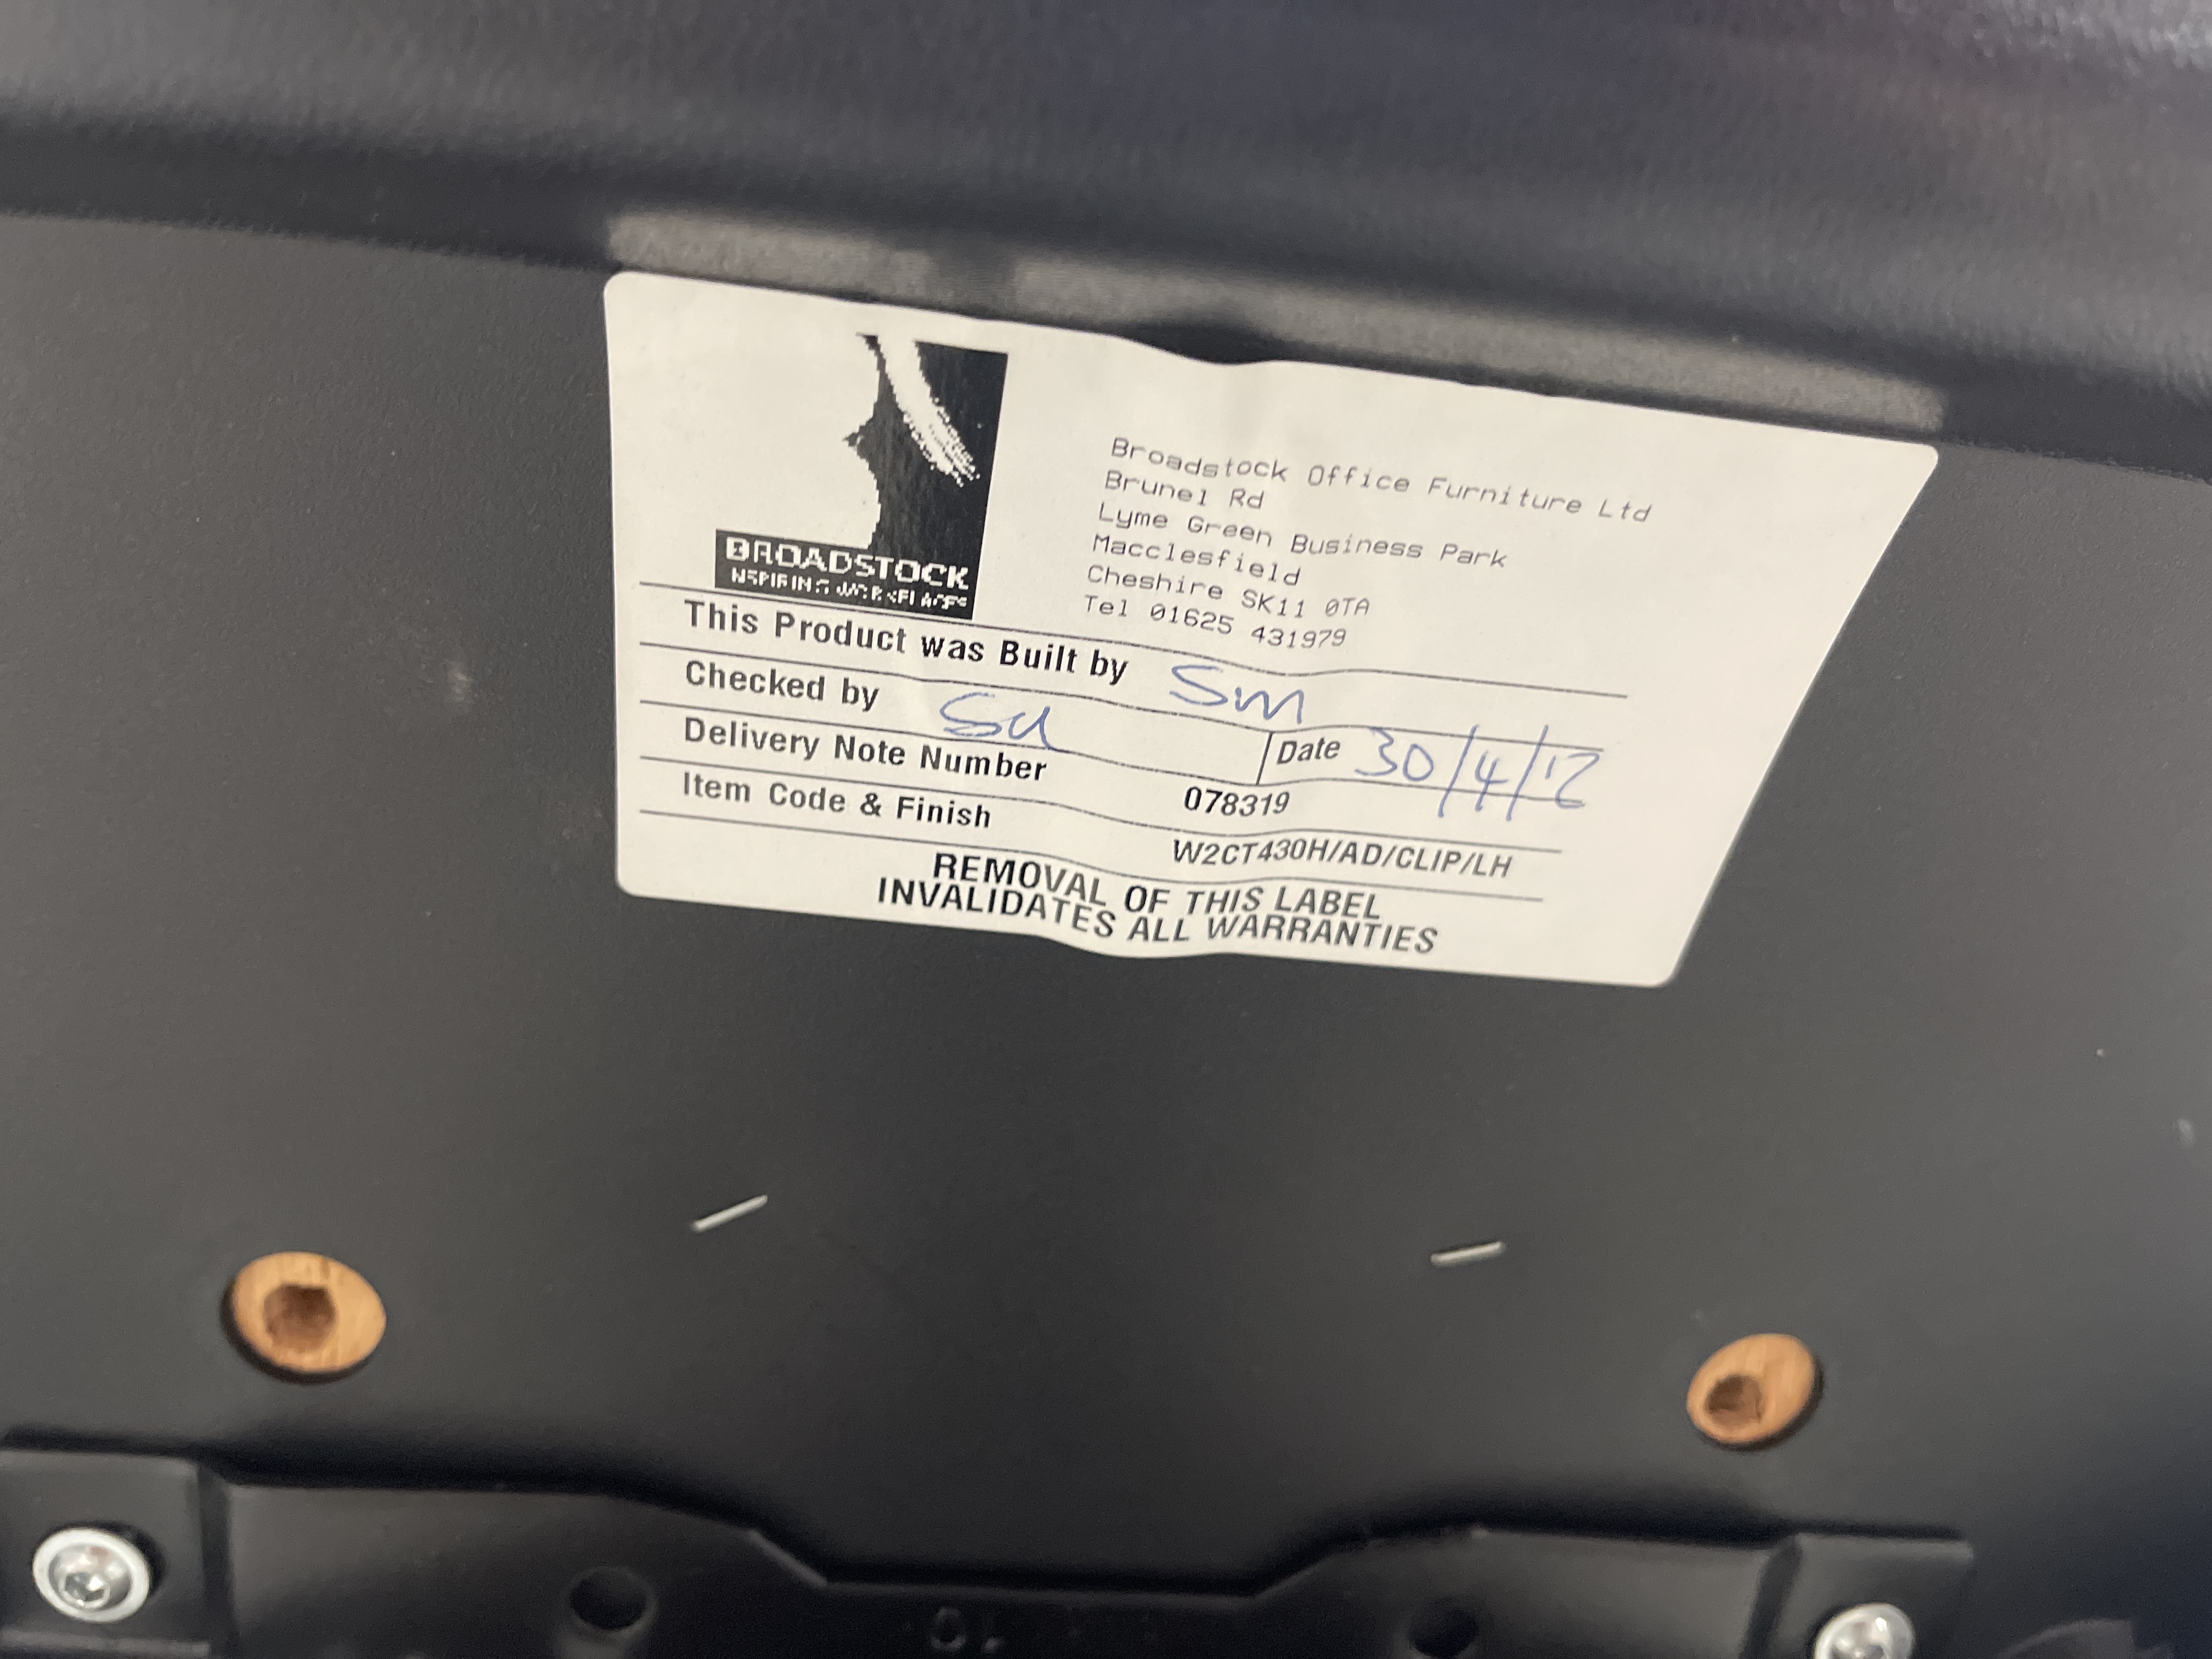 BROADSTOCK
INSPIRING WORKPLACES
Broadstock Office Furniture Ltd
Brunel Rd
Lyme Green Business Park
Macclesfield
Cheshire SK11 0TA
Tel 01625 431979
This Product was Built by Sm
Checked by
Date 30/4/12
Delivery Note Number 078319
Item Code & Finish W2CT430H/AD/CLIP/LH
REMOVAL OF THIS LABEL
INVALIDATES ALL WARRANTIES